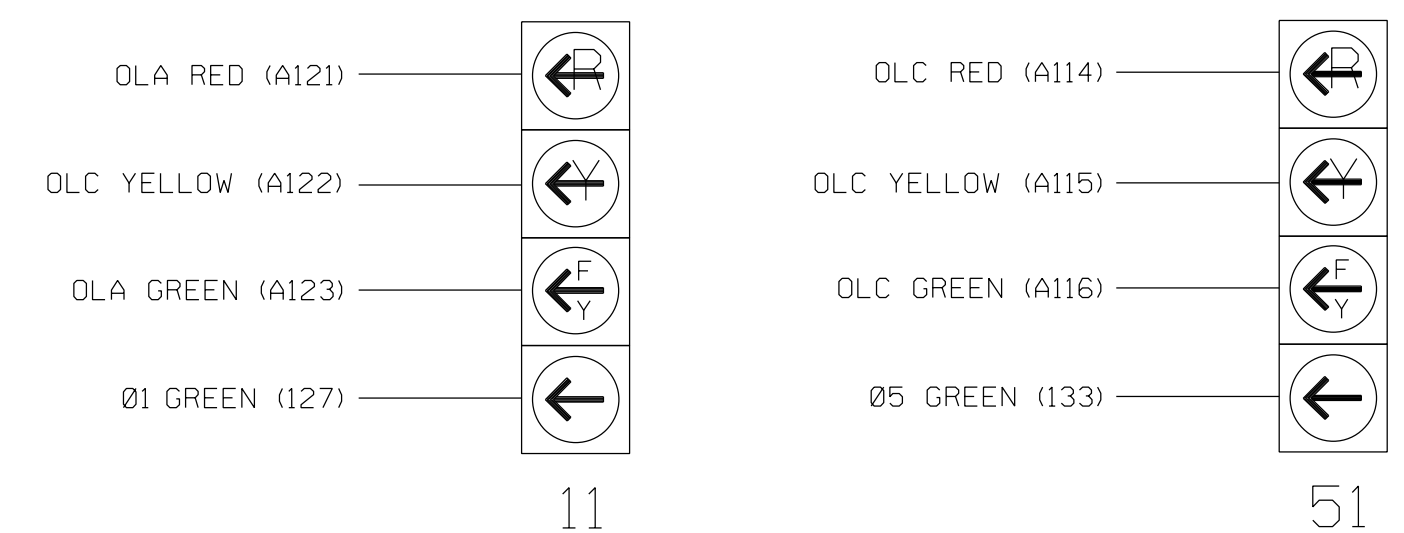 OLA RED (A121)
R
OLC YELLOW (A122)
Y
OLA GREEN (A123)
F
Y
Ø1 GREEN (127)
11
OLC RED (A114)
R
OLC YELLOW (A115)
Y
OLC GREEN (A116)
F
Y
Ø5 GREEN (133)
51